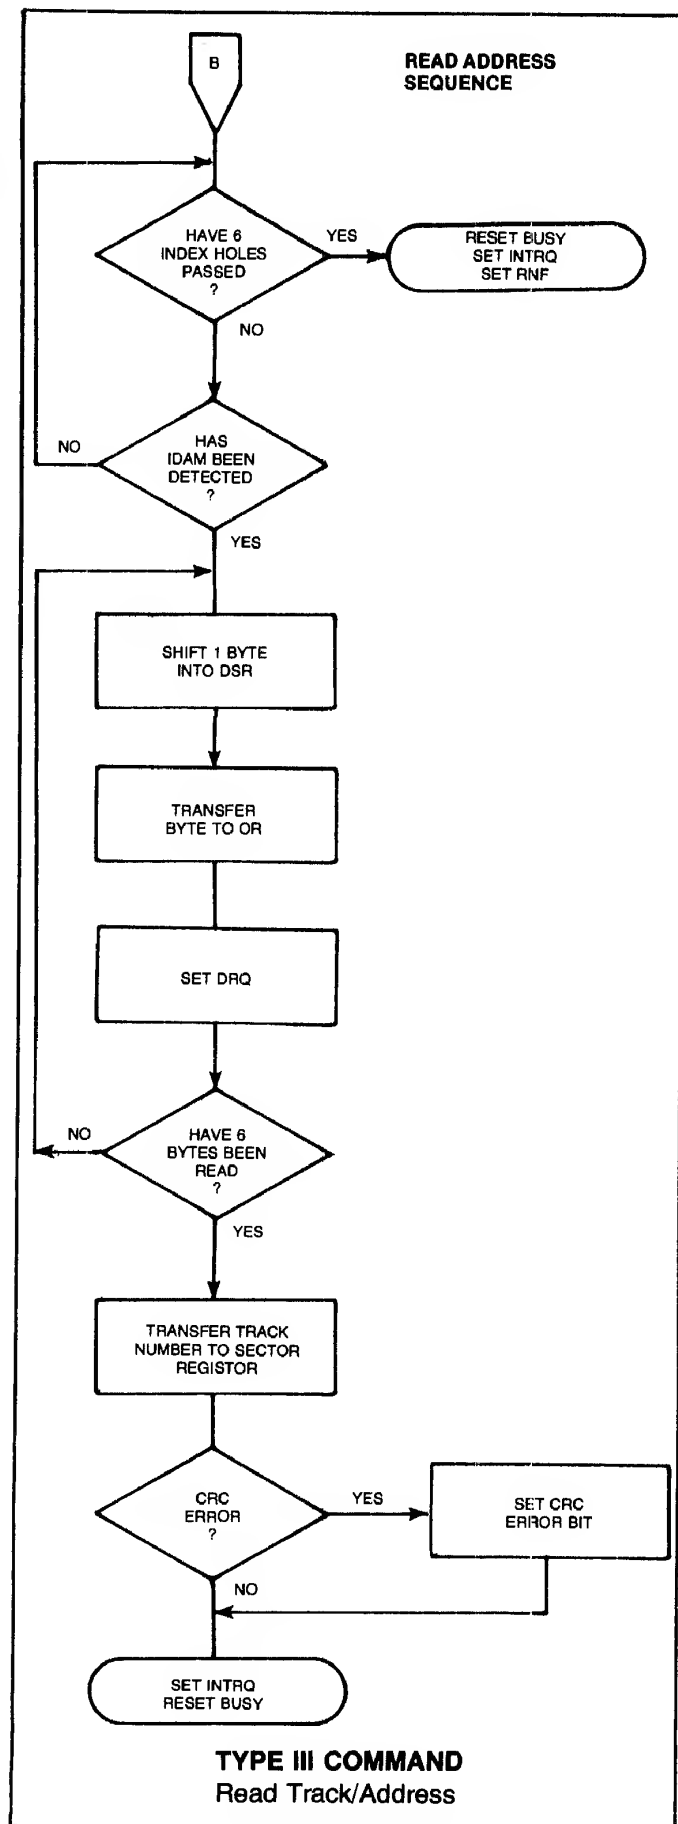 B
READ ADDRESS
SEQUENCE
HAVE 6
INDEX HOLES
PASSED
?
YES
RESET BUSY
SET INTRQ
SET RNF
NO
HAS
IDAM BEEN
DETECTED
?
NO
YES
SHIFT 1 BYTE
INTO DSR
TRANSFER
BYTE TO OR
SET DRQ
HAVE 6
BYTES BEEN
READ
?
NO
YES
TRANSFER TRACK
NUMBER TO SECTOR
REGISTOR
CRC
ERROR
?
YES
SET CRC
ERROR BIT
NO
SET INTRQ
RESET BUSY
TYPE III COMMAND
Read Track/Address